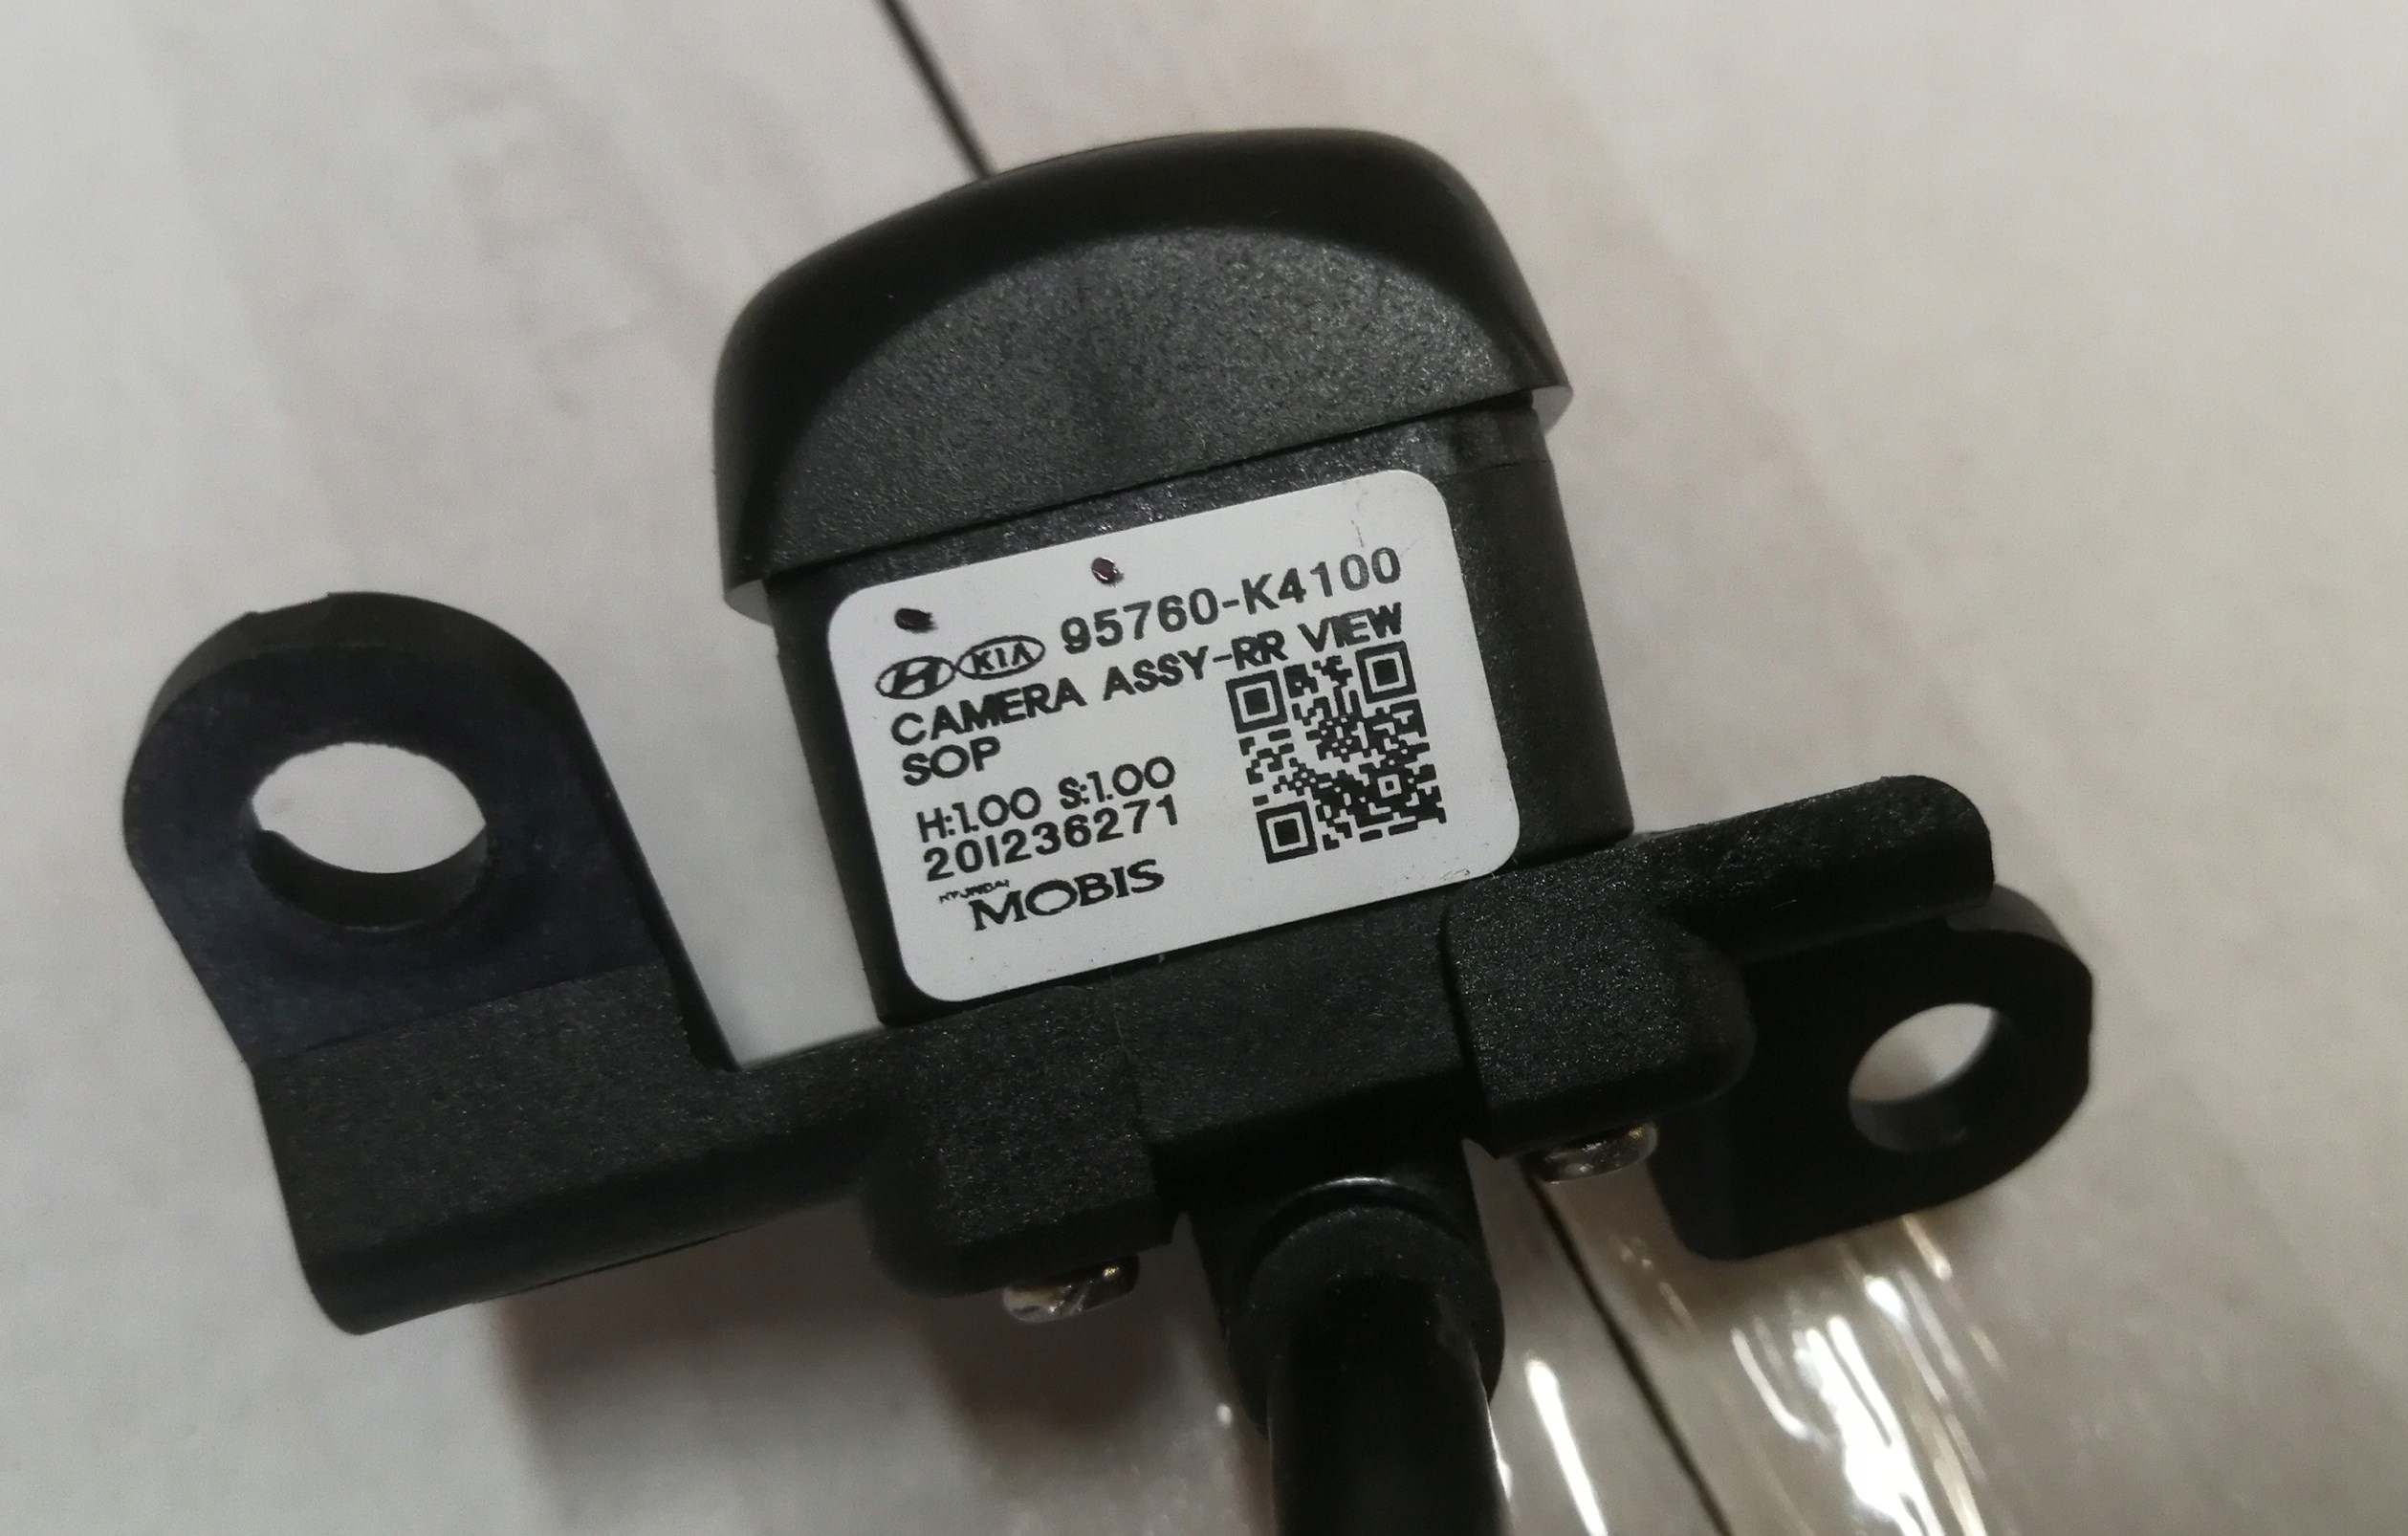 KIA 95760-K4100
CAMERA ASSY-RR VIEW
SOP
H:1.00 S:1.00
201236271
HYUNDAI
MOBIS